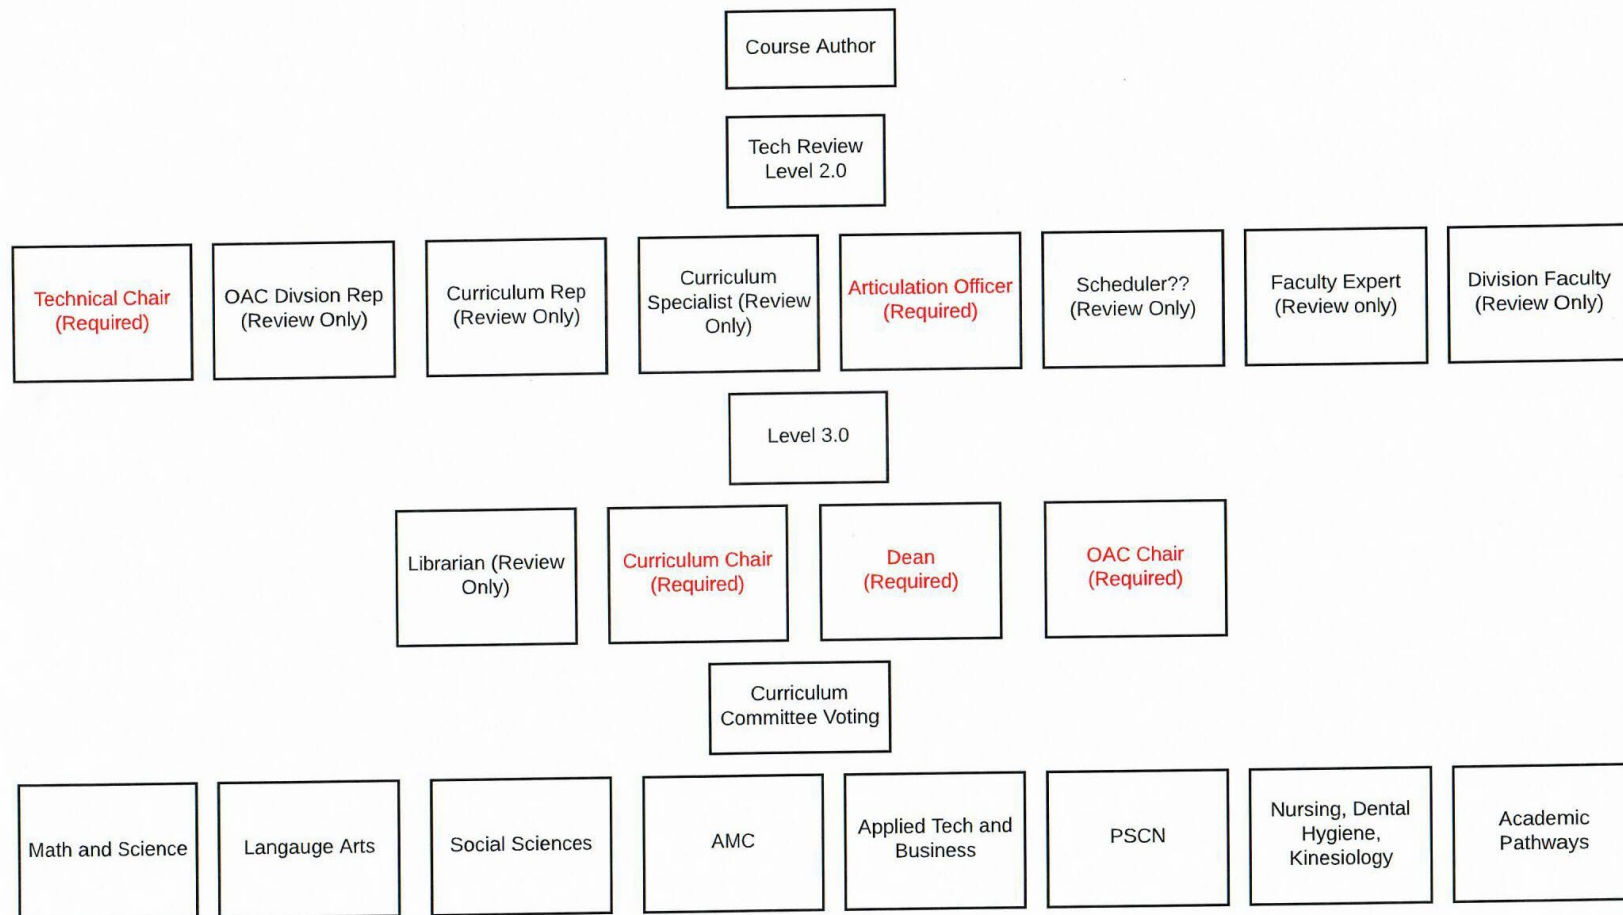 Course Author
Tech Review
Level 2.0
Technical Chair
(Required)
OAC Divsion Rep
(Review Only)
Curriculum Rep
(Review Only)
Curriculum
Specialist (Review
Only)
Articulation Officer
(Required)
Scheduler??
(Review Only)
Faculty Expert
(Review only)
Division Faculty
(Review Only)
Level 3.0
Librarian (Review
Only)
Curriculum Chair
(Required)
Dean
(Required)
OAC Chair
(Required)
Curriculum
Committee Voting
Math and Science
Langauge Arts
Social Sciences
AMC
Applied Tech and
Business
PSCN
Nursing, Dental
Hygiene,
Kinesiology
Academic
Pathways